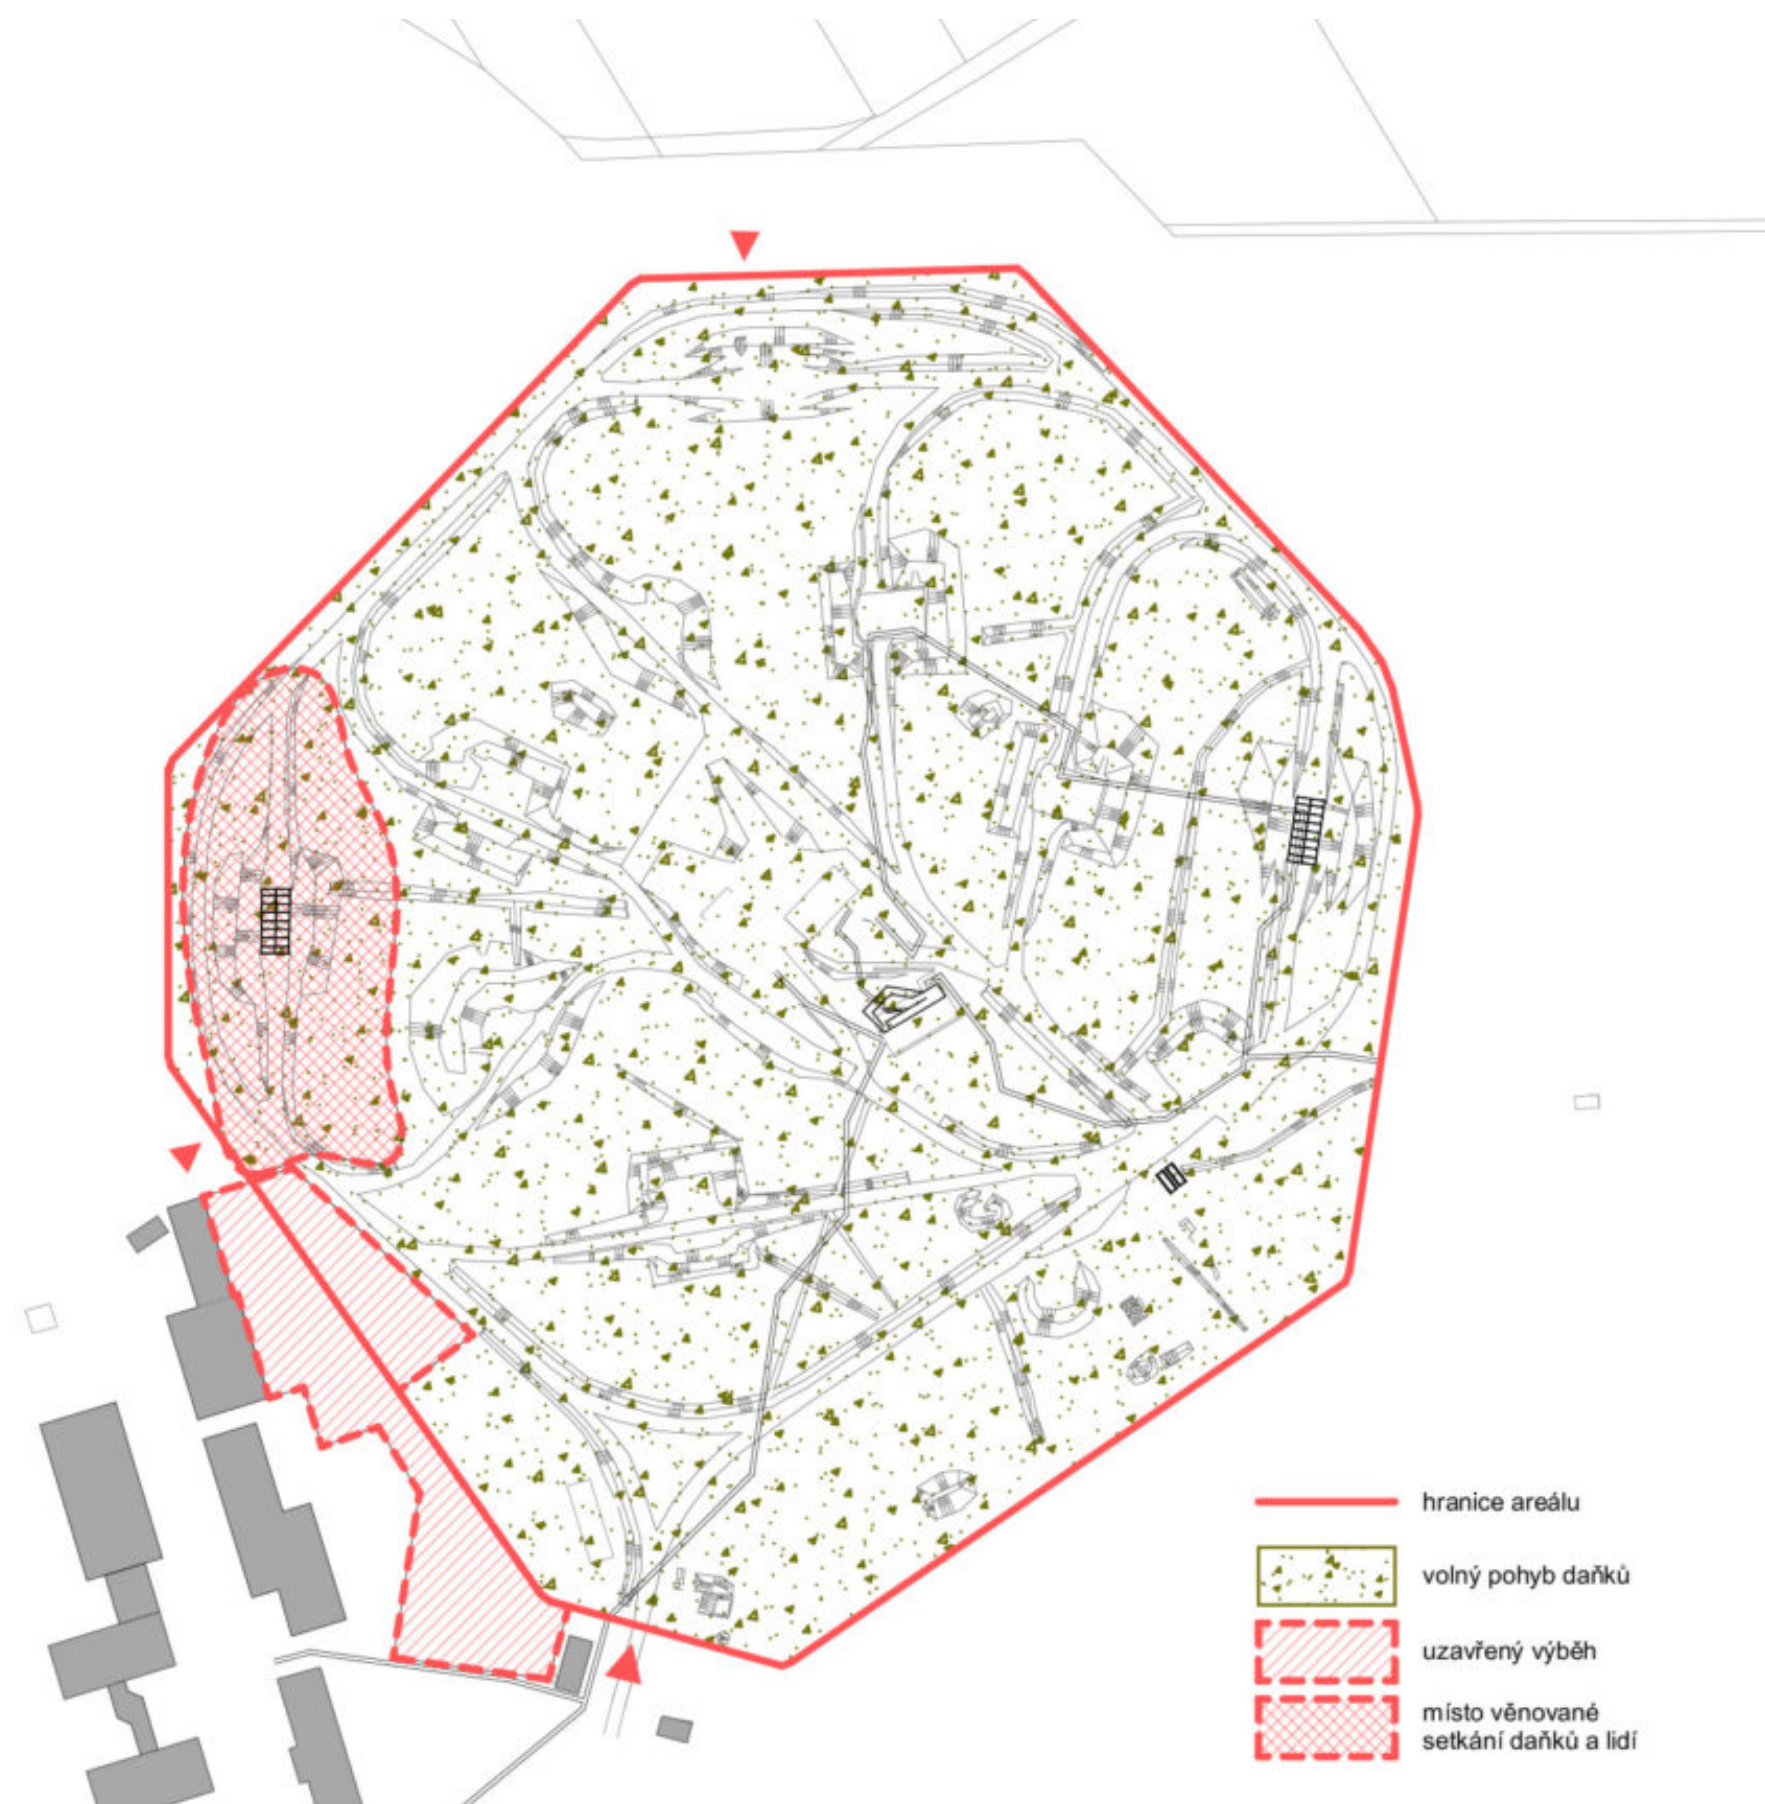 hranice areálu
volný pohyb daňků
uzavřený výběh
místo věnované
setkání daňků a lidí